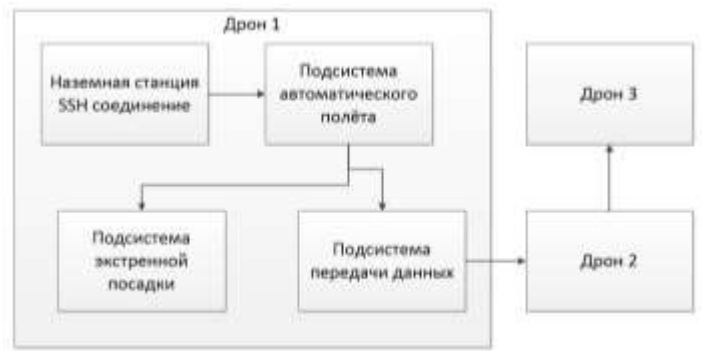 Дрон 1
Наземная станция
SSH соединение
Подсистема
автоматического
полёта
Дрон 3
Подсистема
экстренной
посадки
Подсистема
передачи данных
Дрон 2